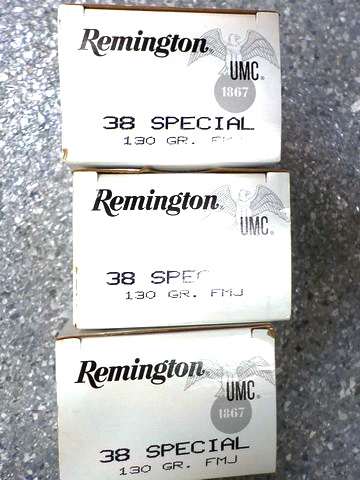 Remington
UMC®
1867
38 SPECIAL
130 GR. FMJ
Remington
UMC®
38 SPEC
130 GR. FMJ
Remington
UMC®
1867
38 SPECIAL
130 GR. FMJ